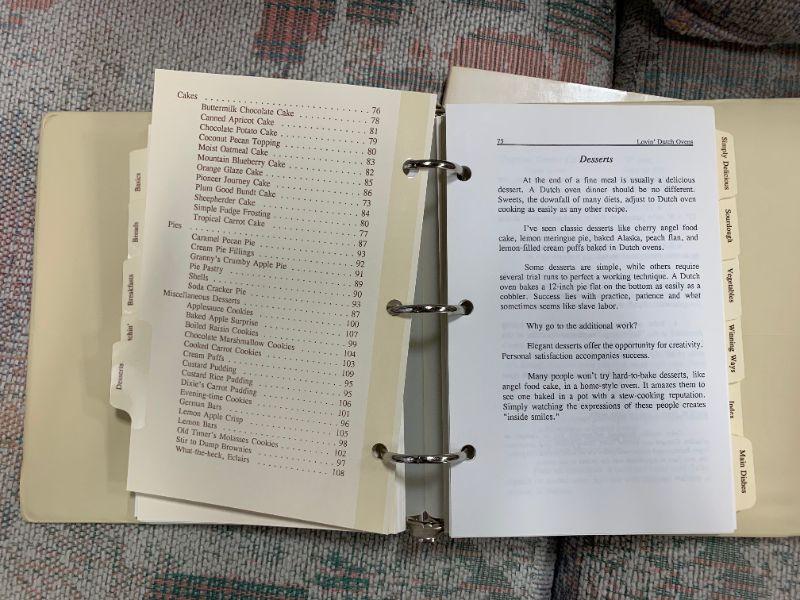 Cakes . . . . . . . . . . . . . . . . . . . . 76
Buttermilk Chocolate Cake . . . . . . . . . . 78
Canned Apricot Cake . . . . . . . . . . 81
Chocolate Potato Cake . . . . . . . . . . 79
Coconut Pecan Topping . . . . . . . . . . 80
Moist Oatmeal Cake . . . . . . . . . . 83
Mountain Blueberry Cake . . . . . . . . . . 82
Orange Glaze Cake . . . . . . . . . . 85
Pioneer Journey Cake . . . . . . . . . . 86
Plum Good Bundt Cake . . . . . . . . . . 73
Sheepherder Cake . . . . . . . . . . 84
Simple Fudge Frosting . . . . . . . . . . 80
Tropical Carrot Cake . . . . . . . . . . 77
Pies . . . . . . . . . . . . . . . . . . . . 87
Caramel Pecan Pie . . . . . . . . . . 93
Cream Pie Fillings . . . . . . . . . . 92
Granny's Crumby Apple Pie . . . . . . . . . . 91
Pie Pastry . . . . . . . . . . 89
Shells . . . . . . . . . . 90
Soda Cracker Pie . . . . . . . . . . 93
Miscellaneous Desserts . . . . . . . . . . 87
Applesauce Cookies . . . . . . . . . . 100
Baked Apple Surprise . . . . . . . . . . 107
Boiled Raisin Cookies . . . . . . . . . . 99
Chocolate Marshmallow Cookies . . . . . . . . . . 104
Cooked Carrot Cookies . . . . . . . . . . 103
Cream Puffs . . . . . . . . . . 109
Custard Pudding . . . . . . . . . . 95
Custard Rice Pudding . . . . . . . . . . 95
Dixie's Carrot Pudding . . . . . . . . . . 106
Evening-time Cookies . . . . . . . . . . 101
German Bars . . . . . . . . . . 96
Lemon Apple Crisp . . . . . . . . . . 105
Lemon Bars . . . . . . . . . . 98
Old Timer's Molasses Cookies . . . . . . . . . . 102
Stir to Dump Brownies . . . . . . . . . . 97
What-the-heck, Eclairs . . . . . . . . . . 108
Basics
Breads
Breakfasts
tchin'
Desserts
75 Lovin' Dutch Ovens
Desserts
At the end of a fine meal is usually a delicious
dessert. A Dutch oven dinner should be no different.
Sweets, the downfall of many diets, adjust to Dutch oven
cooking as easily as any other recipe.
I've seen classic desserts like cherry angel food
cake, lemon meringue pie, baked Alaska, peach flan, and
lemon-filled cream puffs baked in Dutch ovens.
Some desserts are simple, while others require
several trial runs to perfect a working technique. A Dutch
oven bakes a 12-inch pie flat on the bottom as easily as a
cobbler. Success lies with practice, patience and what
sometimes seems like slave labor.
Why go to the additional work?
Elegant desserts offer the opportunity for creativity.
Personal satisfaction accompanies success.
Many people won't try hard-to-bake desserts, like
angel food cake, in a home-style oven. It amazes them to
see one baked in a pot with a stew-cooking reputation.
Simply watching the expressions of these people creates
"inside smiles."
Simply Delicious
Sourdough
Vegetables
Winning Ways
Index
Main Dishes